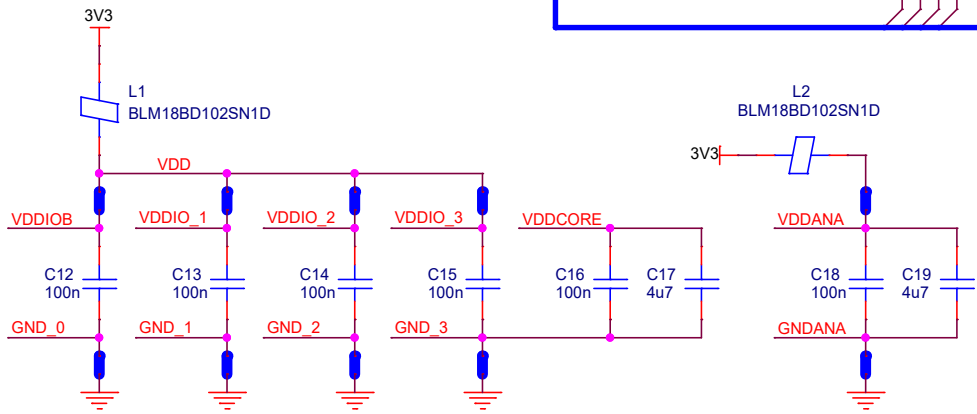 3V3
L1
BLM18BD102SN1D
L2
BLM18BD102SN1D
3V3
VDD
VDDIOB
VDDIO_1
VDDIO_2
VDDIO_3
VDDCORE
VDDANA
C12
100n
C13
100n
C14
100n
C15
100n
C16
100n
C17
4u7
C18
100n
C19
4u7
GND_0
GND_1
GND_2
GND_3
GNDANA